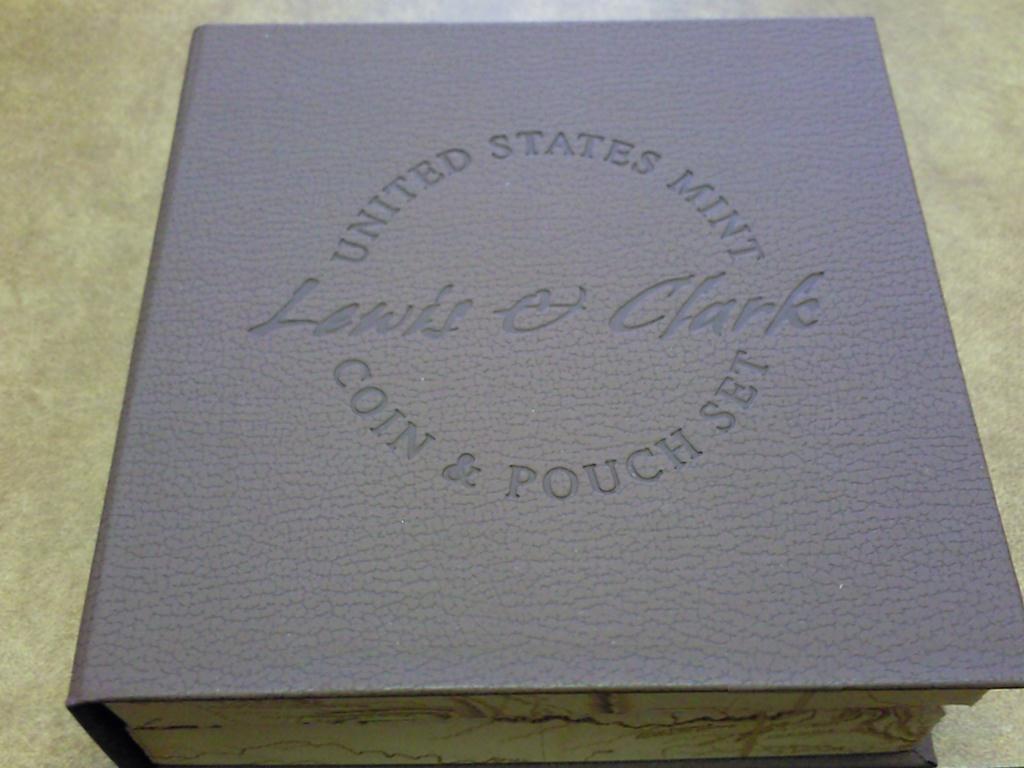 UNITED STATES MINT
Lewis & Clark
COIN & POUCH SET